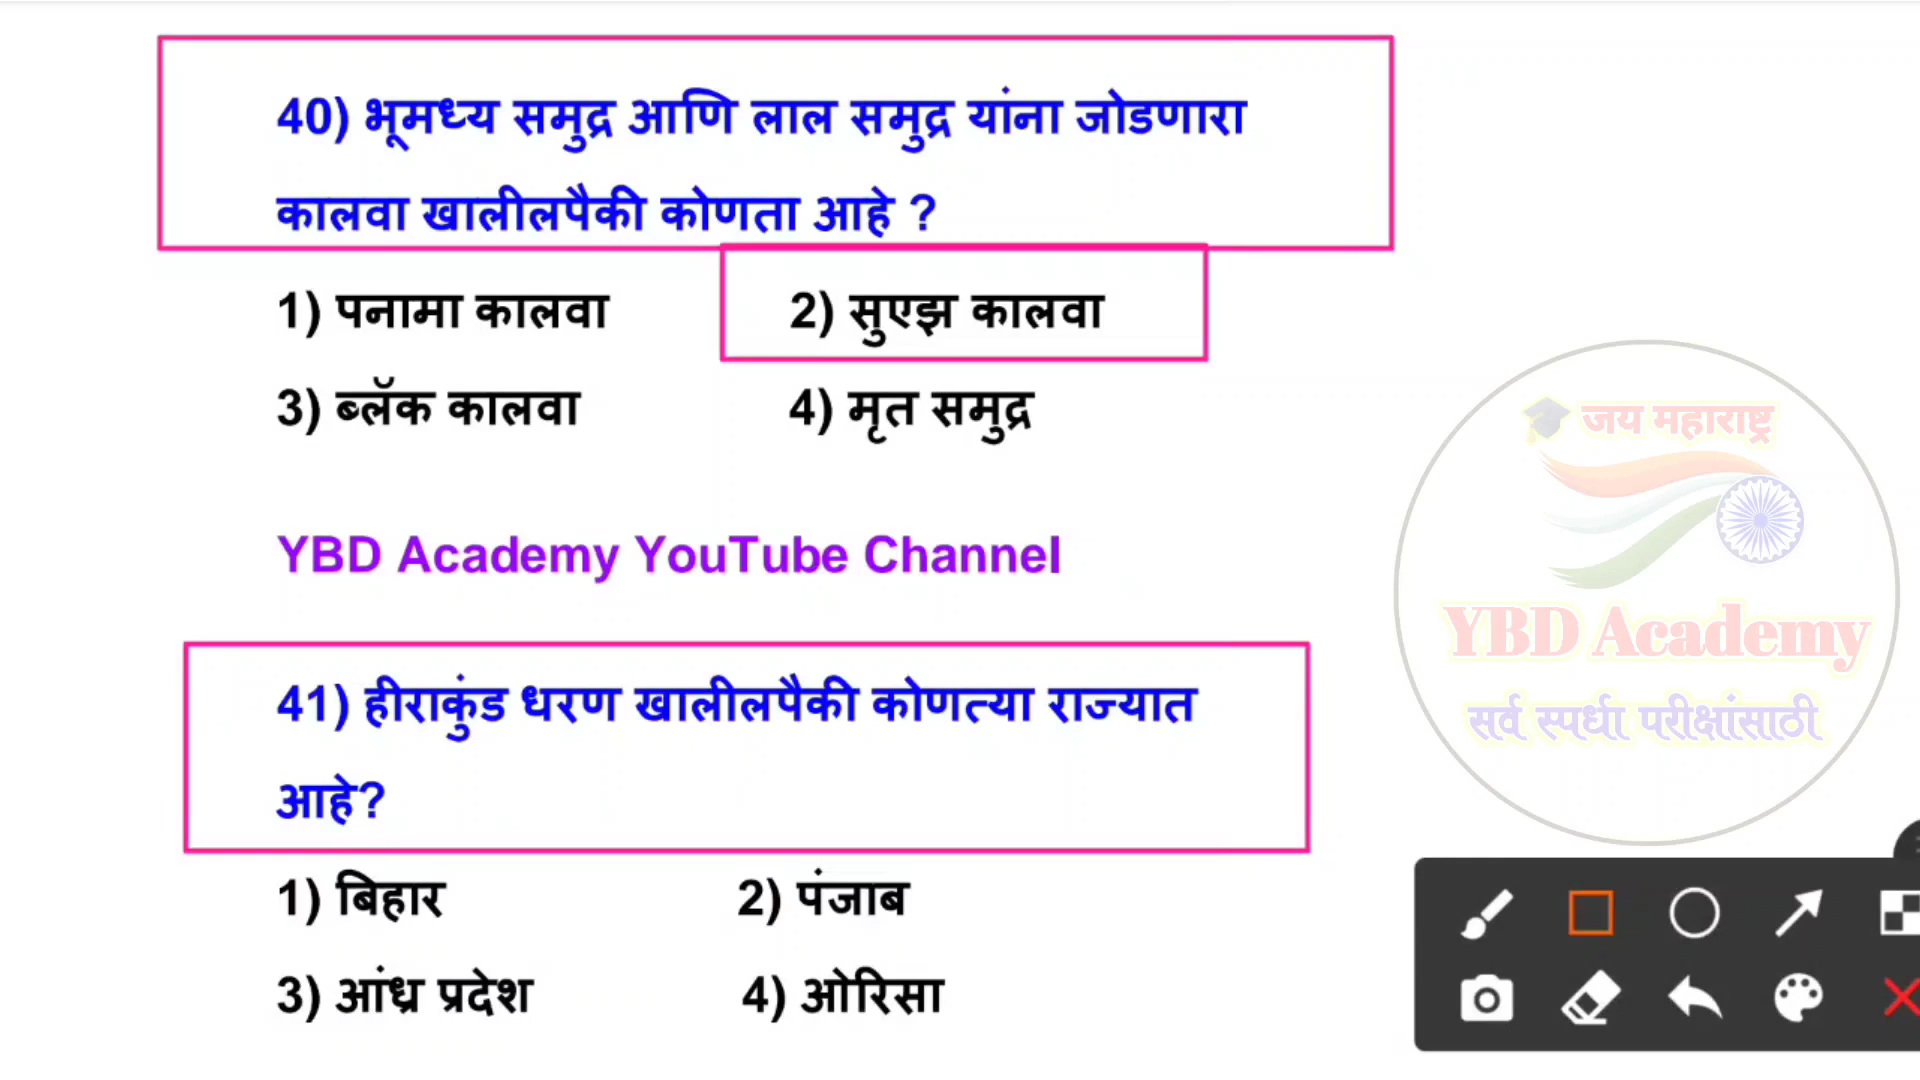 40) भूमध्य समुद्र आणि लाल समुद्र यांना जोडणारा
कालवा खालीलपैकी कोणता आहे ?
1) पनामा कालवा 2) सुएझ कालवा
3) ब्लॅक कालवा 4) मृत समुद्र
जय महाराष्ट्र
YBD Academy YouTube Channel
YBD Academy
सर्व स्पर्धा परीक्षांसाठी
41) हीराकुंड धरण खालीलपैकी कोणत्या राज्यात
आहे?
1) बिहार 2) पंजाब
3) आंध्र प्रदेश 4) ओरिसा